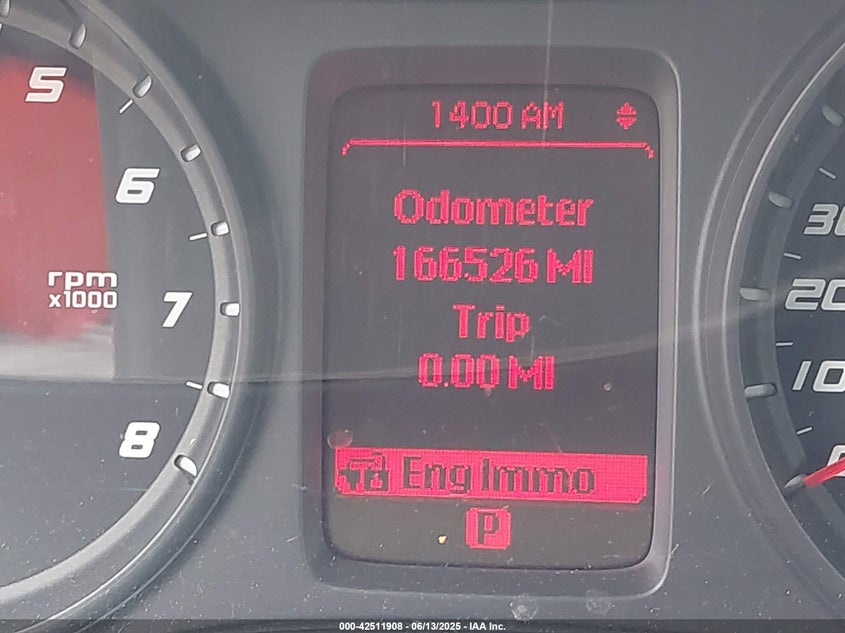 5
6
rpm
x1000
7
8
1400 AM
Odometer
166526 MI
Trip
0.00 MI
Eng Immo
P
20
10
000-42511908 - 06/13/2025 - IAA Inc.